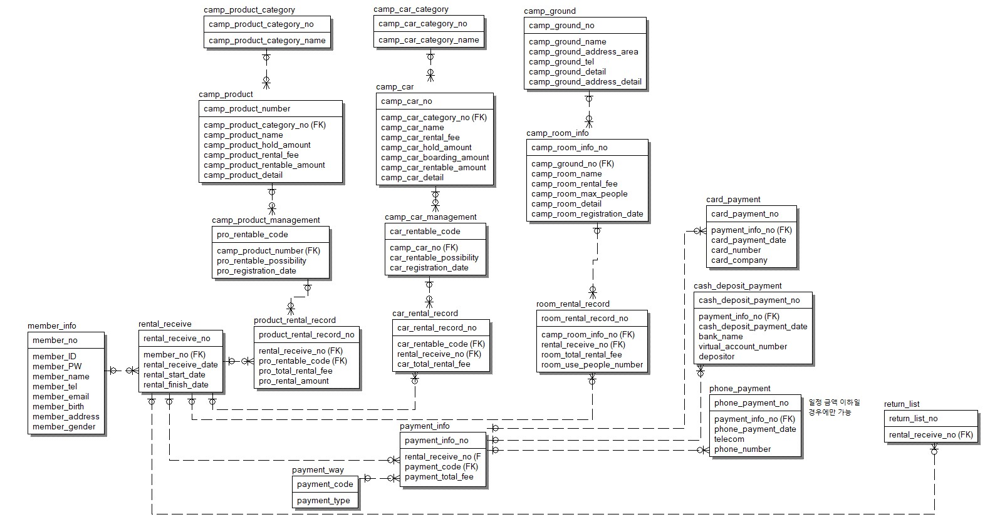 camp_product_category
camp_product_category_no
camp_product_category_name
camp_car_category
camp_car_category_no
camp_car_category_name
camp_ground
camp_ground_no
camp_ground_name
camp_ground_address_area
camp_ground_tel
camp_ground_detail
camp_ground_address_detail
camp_product
camp_product_number
camp_product_category_no (FK)
camp_product_name
camp_product_hold_amount
camp_product_rental_fee
camp_product_rentable_amount
camp_product_detail
camp_car
camp_car_no
camp_car_category_no (FK)
camp_car_name
camp_car_rental_fee
camp_car_hold_amount
camp_car_boarding_amount
camp_car_rentable_amount
camp_car_detail
camp_room_info
camp_room_info_no
camp_ground_no (FK)
camp_room_name
camp_room_rental_fee
camp_room_max_people
camp_room_detail
camp_room_registration_date
camp_product_management
pro_rentable_code
camp_product_number (FK)
pro_rentable_possibility
pro_registration_date
camp_car_management
car_rentable_code
camp_car_no (FK)
car_rentable_possibility
car_registration_date
card_payment
card_payment_no
payment_info_no (FK)
card_payment_date
card_number
card_company
cash_deposit_payment
cash_deposit_payment_no
payment_info_no (FK)
cash_deposit_payment_date
bank_name
virtual_account_number
depositor
member_info
member_no
member_ID
member_PW
member_name
member_tel
member_email
member_birth
member_address
member_gender
rental_receive
rental_receive_no
member_no (FK)
rental_receive_date
rental_start_date
rental_finish_date
product_rental_record
product_rental_record_no
rental_receive_no (FK)
pro_rentable_code (FK)
pro_total_rental_fee
pro_rental_amount
car_rental_record
car_rental_record_no
car_rentable_code (FK)
rental_receive_no (FK)
car_total_rental_fee
room_rental_record
room_rental_record_no
camp_room_info_no (FK)
rental_receive_no (FK)
room_total_rental_fee
room_use_people_number
phone_payment
phone_payment_no
payment_info_no (FK)
phone_payment_date
telecom
phone_number
일정 금액 이하일
경우에만 가능
return_list
return_list_no
rental_receive_no (FK)
payment_info
payment_info_no
rental_receive_no (F
payment_code (FK)
payment_total_fee
payment_way
payment_code
payment_type